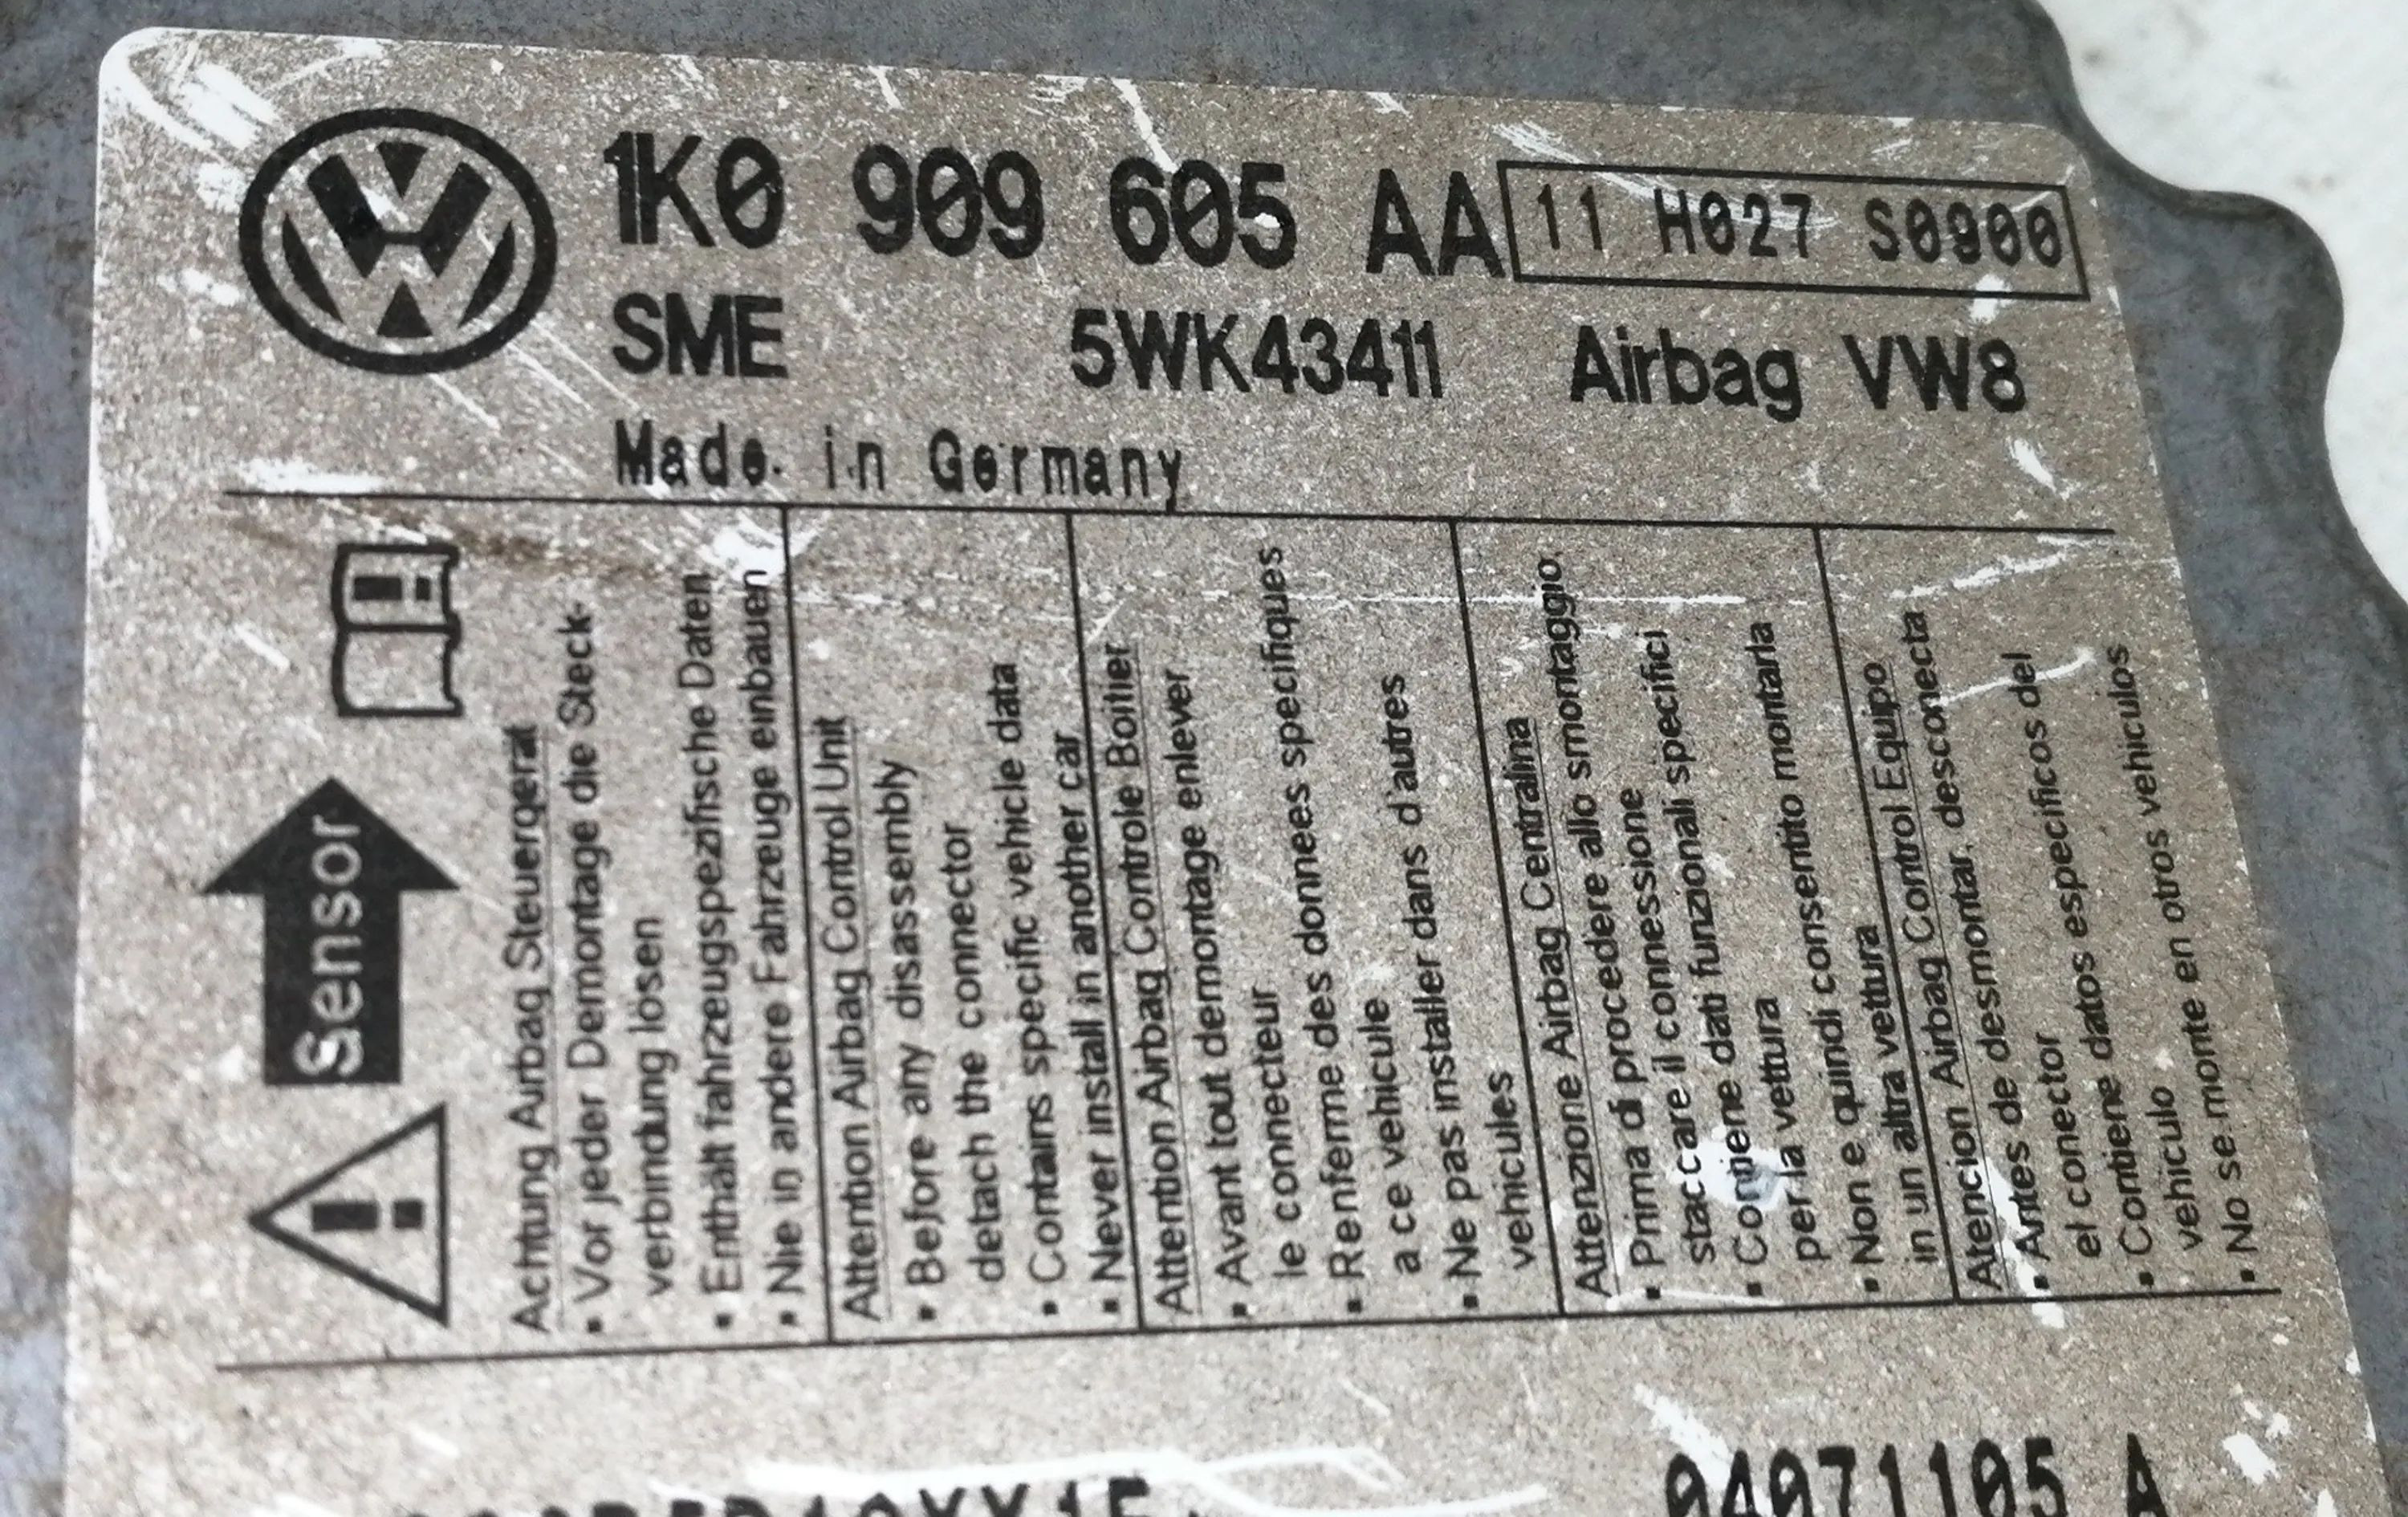 1K0 909 605 AA 11 H027 S0900
SME 5WK43411 Airbag VW8
Made in Germany
Sensor
Achtung Airbag Steuergerät
• Vor jeder Demontage die Steck-
verbindung lösen
• Enthält fahrzeugspezifische Daten
• Nie in andere Fahrzeuge einbauen
Attention Airbag Control Unit
• Before any disassembly
detach the connector
• Contains specific vehicle data
• Never install in another car
Attention Airbag Controle Boitier
• Avant tout demontage enlever
le connecteur
• Renferme des donnees specifiques
a ce vehicule
• Ne pas installer dans d'autres
vehicules
Attenzione Airbag Centralina
• Prima di procedere allo smontaggio,
staccare il connessione
• Contiene dati funzionali specifici
per la vettura
• Non e quindi consentito montarla
in un altra vettura
Atencion Airbag Control Equipo
• Antes de desmontar, desconecta
el conector
• Contiene datos especificos del
vehiculo
• No se monte en otros vehiculos
04071105 A